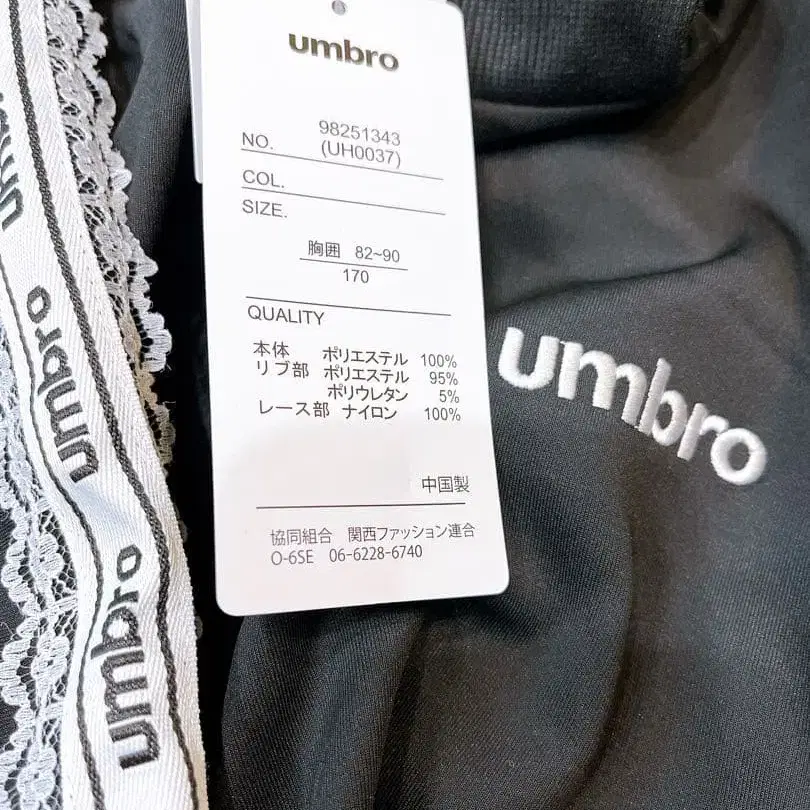 umbro
NO. 98251343
(UH0037)
COL.
SIZE.
胸囲 82~90
170
QUALITY
本体 ポリエステル 100%
リブ部 ポリエステル 95%
ポリウレタン 5%
レース部 ナイロン 100%
中国製
協同組合 関西ファッション連合
O-6SE 06-6228-6740
umbro
umbro
umbro